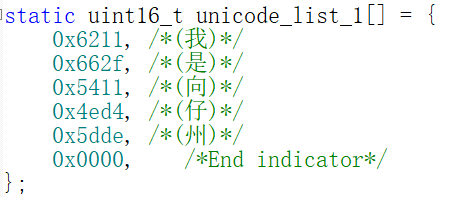 static uint16_t unicode_list_1[] = {
0x6211, /*(我)*/
0x662f, /*(是)*/
0x5411, /*(向)*/
0x4ed4, /*(仔)*/
0x5dde, /*(州)*/
0x0000,    /*End indicator*/
};